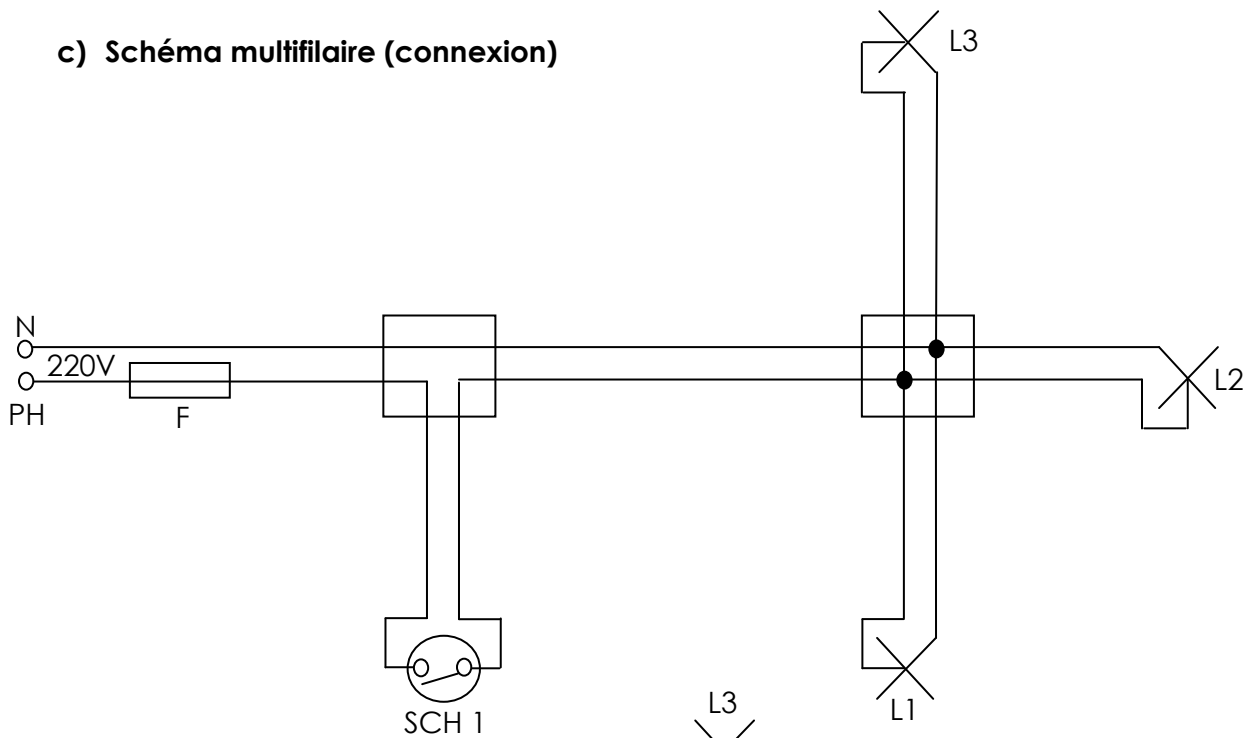 c) Schéma multifilaire (connexion)
L3
N
220V
PH
F
L2
SCH 1
L3
L1